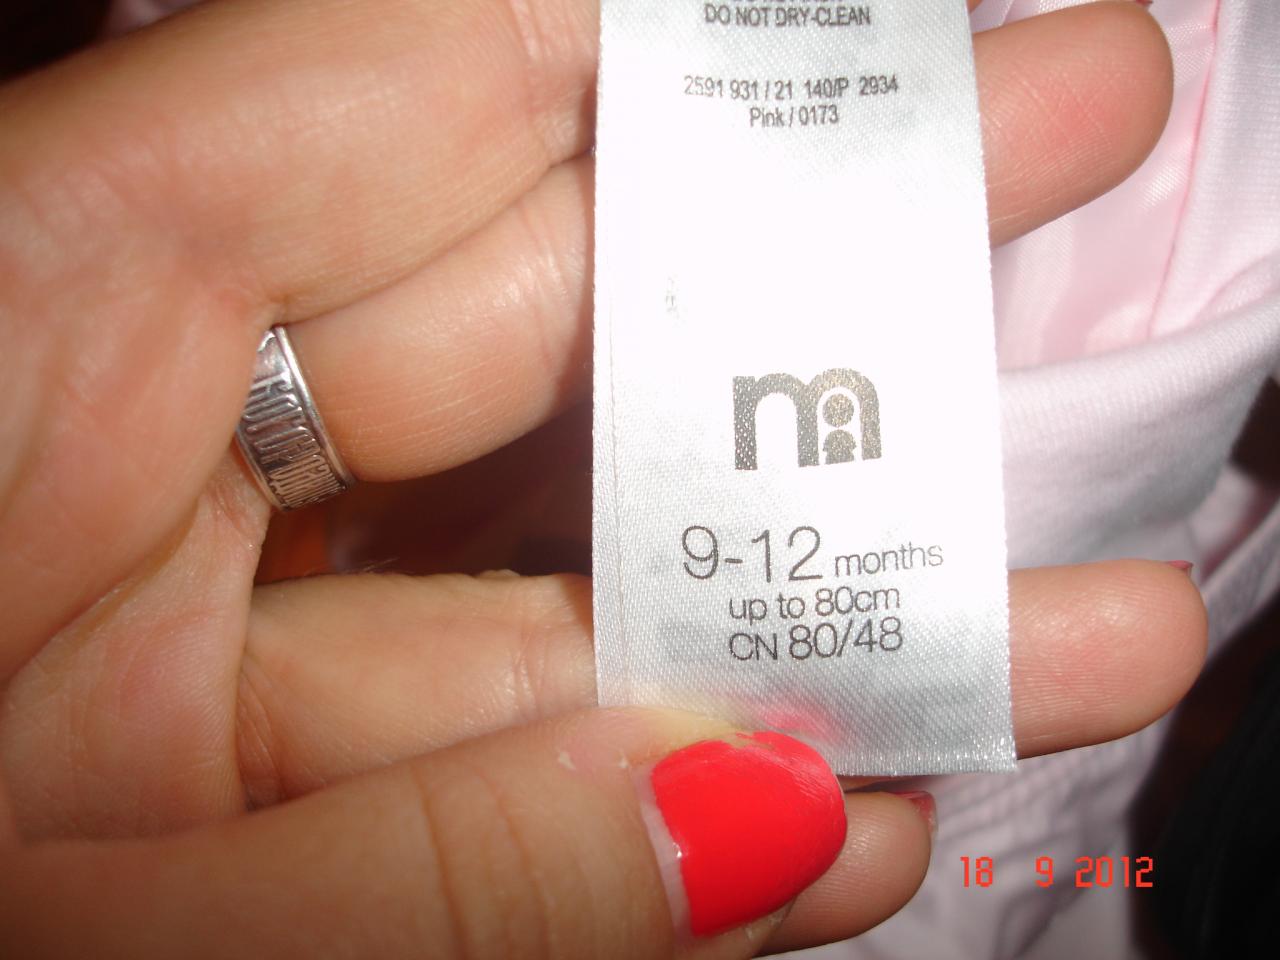 DO NOT DRY-CLEAN
2591 931 / 21 140/P 2934
Pink / 0173
m
9-12 months
up to 80cm
CN 80/48
18 9 2012